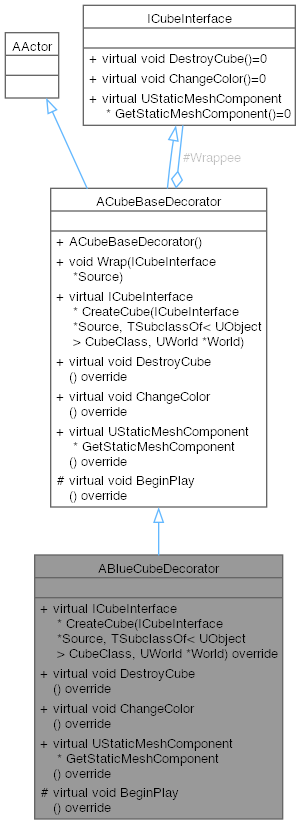 ICubeInterface
+ virtual void DestroyCube()=0
+ virtual void ChangeColor()=0
+ virtual UStaticMeshComponent
* GetStaticMeshComponent()=0
AActor
#Wrappee
ACubeBaseDecorator
+ ACubeBaseDecorator()
+ void Wrap(ICubeInterface
*Source)
+ virtual ICubeInterface
* CreateCube(ICubeInterface
*Source, TSubclassOf< UObject
> CubeClass, UWorld *World)
+ virtual void DestroyCube
() override
+ virtual void ChangeColor
() override
+ virtual UStaticMeshComponent
* GetStaticMeshComponent
() override
# virtual void BeginPlay
() override
ABlueCubeDecorator
+ virtual ICubeInterface
* CreateCube(ICubeInterface
*Source, TSubclassOf< UObject
> CubeClass, UWorld *World) override
+ virtual void DestroyCube
() override
+ virtual void ChangeColor
() override
+ virtual UStaticMeshComponent
* GetStaticMeshComponent
() override
# virtual void BeginPlay
() override